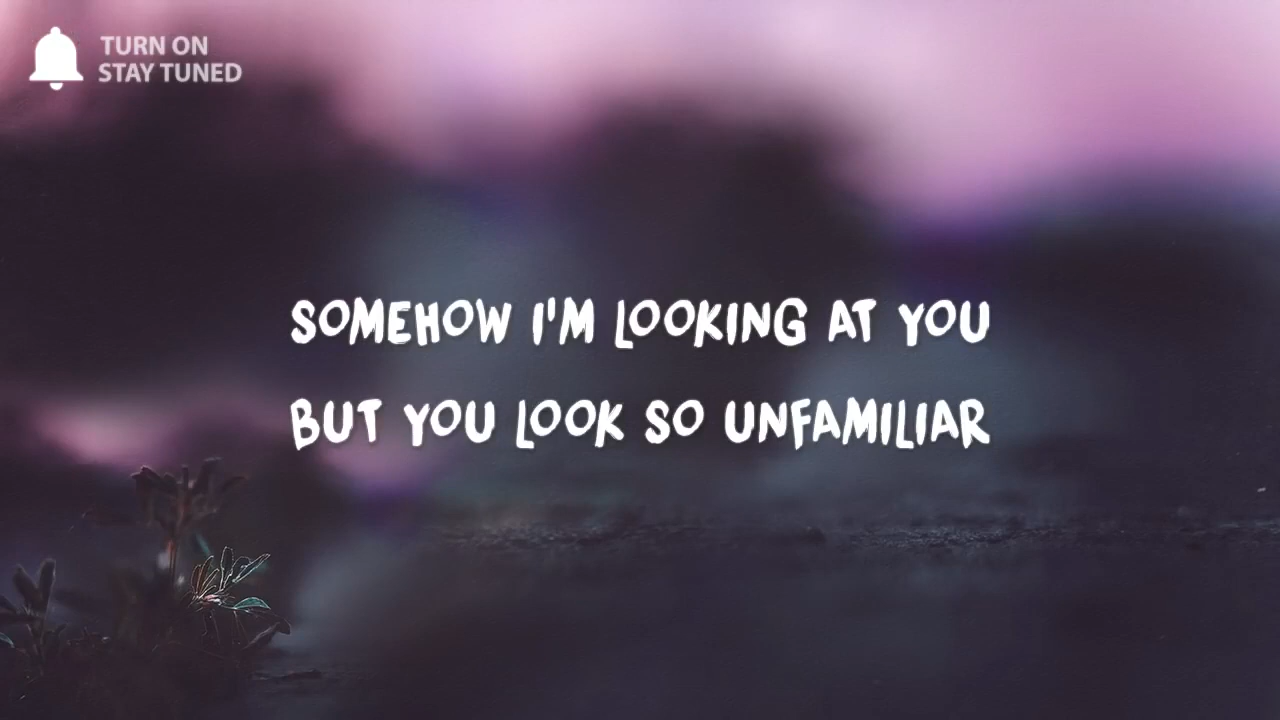 TURN ON
STAY TUNED
SOMEHOW I'M LOOKING AT YOU
BUT YOU LOOK SO UNFAMILIAR